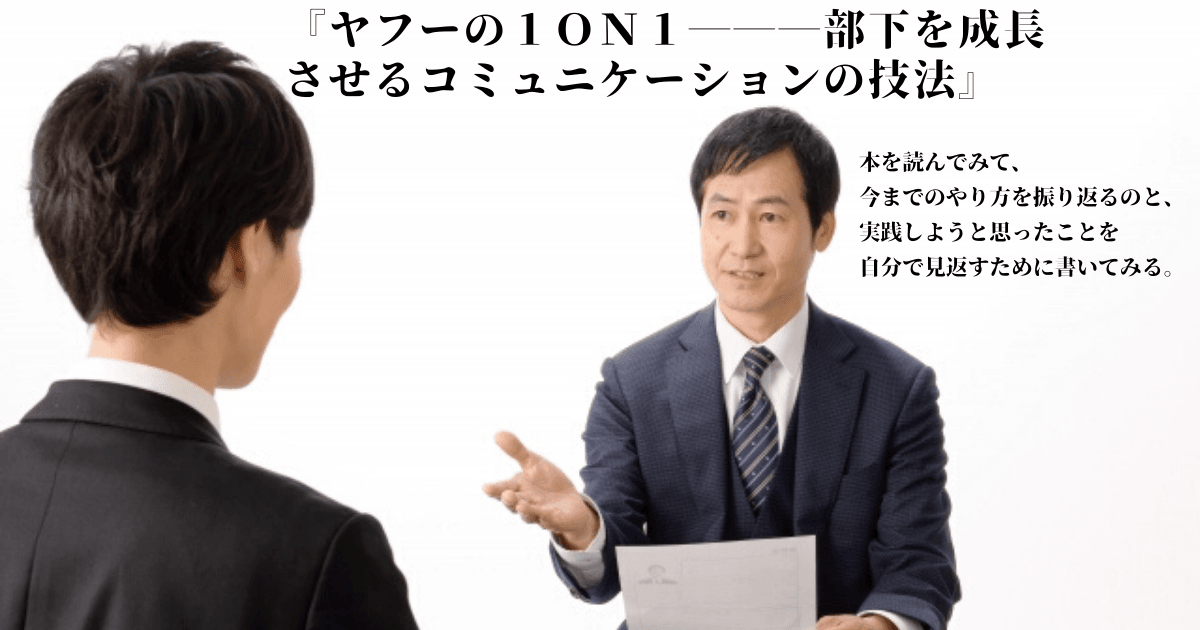 『ヤフーの１ＯＮ１―――部下を成長
させるコミュニケーションの技法』
本を読んでみて、
今までのやり方を振り返るのと、
実践しようと思ったことを
自分で見返すために書いてみる。